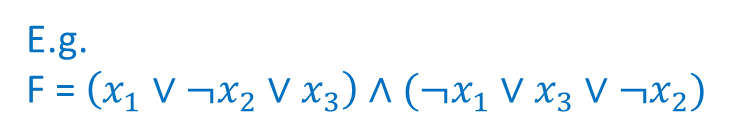 E.g.
F = (𝑥₁ ∨ ¬𝑥₂ ∨ 𝑥₃) ∧ (¬𝑥₁ ∨ 𝑥₃ ∨ ¬𝑥₂)